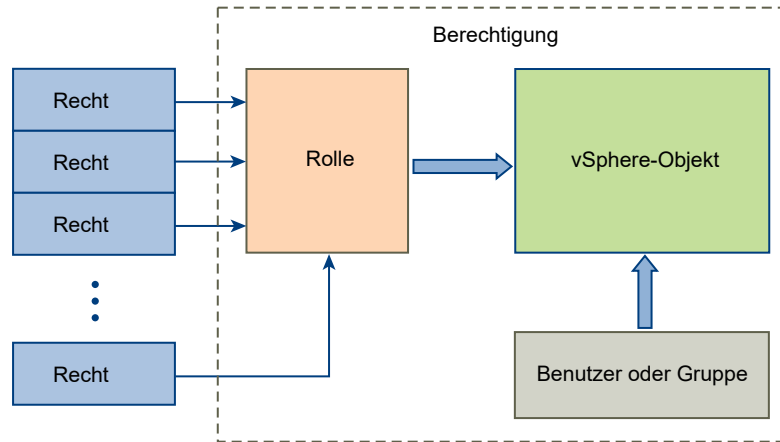 Berechtigung
Recht
Recht
Recht
Recht
Rolle
vSphere-Objekt
Benutzer oder Gruppe